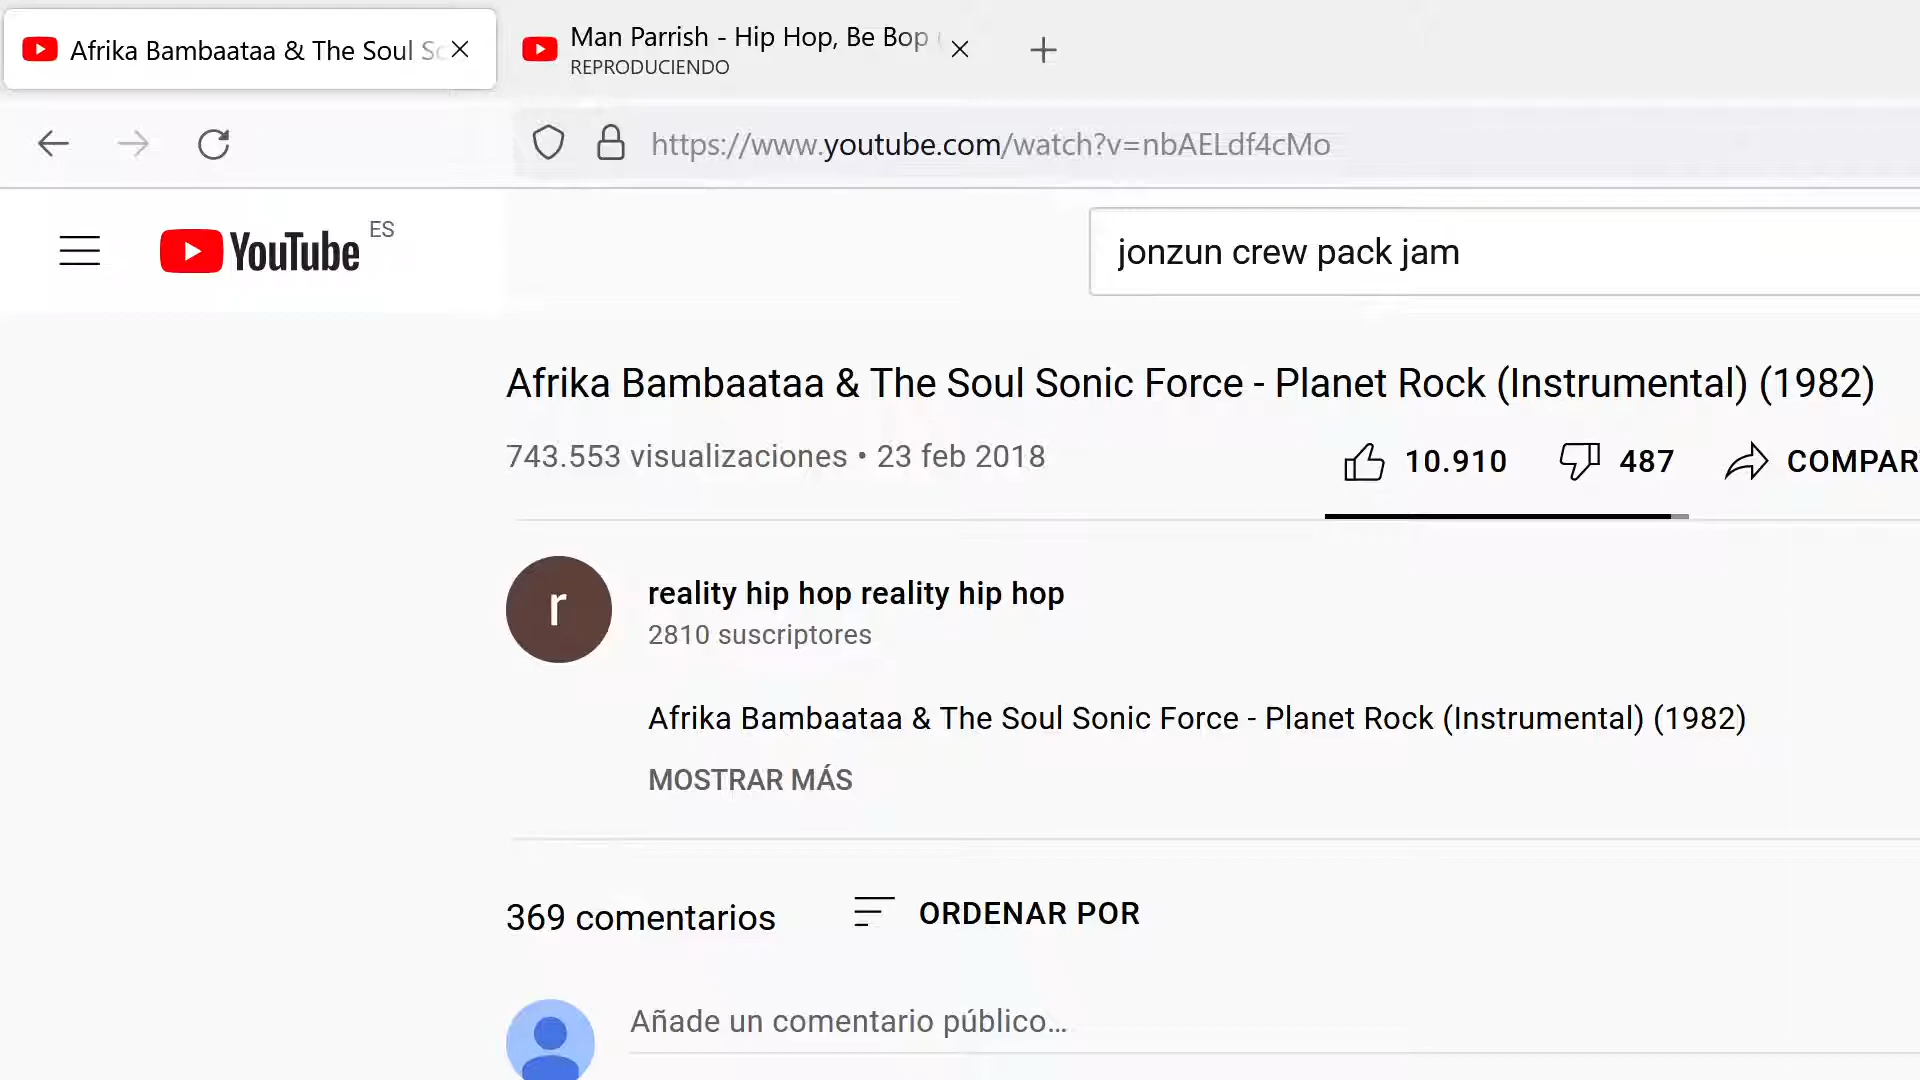 Afrika Bambaataa & The Soul
Man Parrish - Hip Hop, Be Bop
REPRODUCIENDO
https://www.youtube.com/watch?v=nbAELdf4cMo
YouTube ES
jonzun crew pack jam
Afrika Bambaataa & The Soul Sonic Force - Planet Rock (Instrumental) (1982)
743.553 visualizaciones • 23 feb 2018
10.910 487 COMPAR
r
reality hip hop reality hip hop
2810 suscriptores
Afrika Bambaataa & The Soul Sonic Force - Planet Rock (Instrumental) (1982)
MOSTRAR MÁS
369 comentarios ORDENAR POR
Añade un comentario público...